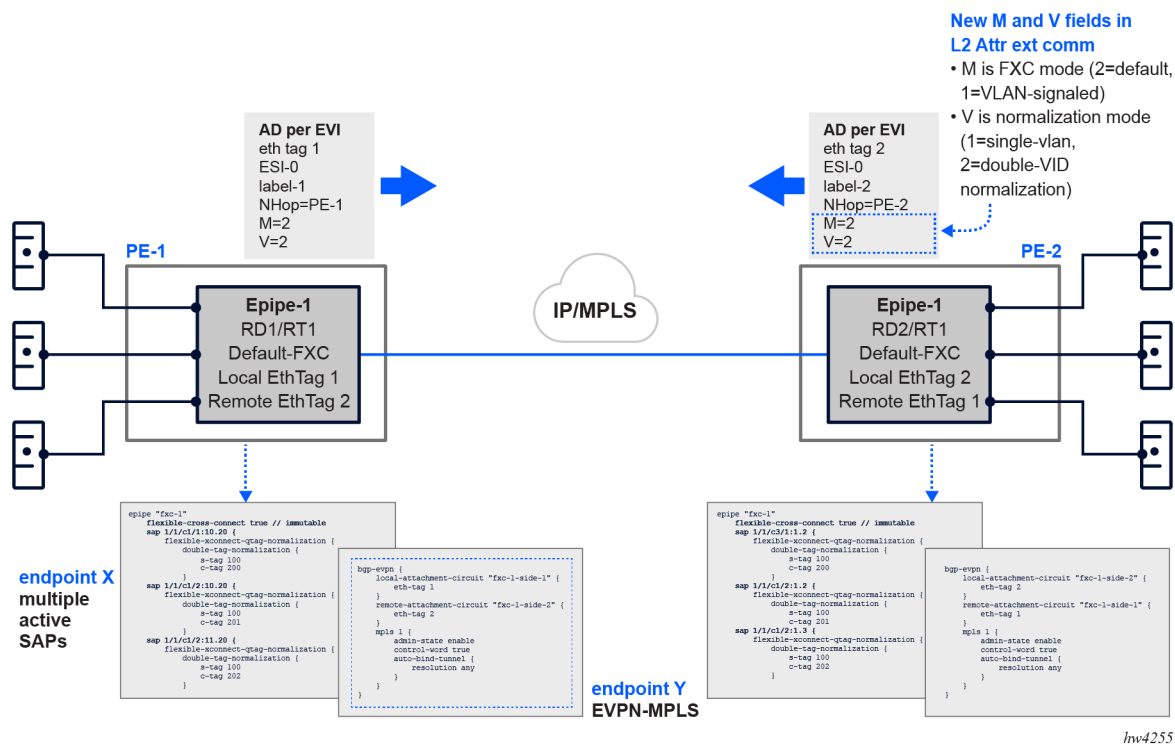 New M and V fields in
L2 Attr ext comm
• M is FXC mode (2=default,
1=VLAN-signaled)
• V is normalization mode
(1=single-vlan,
2=double-VID
normalization)
AD per EVI
eth tag 1
ESI-0
label-1
NHop=PE-1
M=2
V=2
AD per EVI
eth tag 2
ESI-0
label-2
NHop=PE-2
M=2
V=2
PE-1
PE-2
Epipe-1
RD1/RT1
Default-FXC
Local EthTag 1
Remote EthTag 2
IP/MPLS
Epipe-1
RD2/RT1
Default-FXC
Local EthTag 2
Remote EthTag 1
endpoint X
multiple
active
SAPs
epipe "fxc-1"
flexible-cross-connect true // immutable
sap 1/1/c1/1:10.20 {
flexible-xconnect-qtag-normalization {
double-tag-normalization {
s-tag 100
c-tag 200
}
sap 1/1/c1/2:10.20 {
flexible-xconnect-qtag-normalization {
double-tag-normalization {
s-tag 100
c-tag 201
}
sap 1/1/c1/2:11.20 {
flexible-xconnect-qtag-normalization {
double-tag-normalization {
s-tag 100
c-tag 202
}
bgp-evpn {
local-attachment-circuit "fxc-1-side-1" {
eth-tag 1
}
remote-attachment-circuit "fxc-1-side-2" {
eth-tag 2
}
mpls 1 {
admin-state enable
control-word true
auto-bind-tunnel {
resolution any
}
}
}
endpoint Y
EVPN-MPLS
epipe "fxc-1"
flexible-cross-connect true // immutable
sap 1/1/c3/1:1.2 {
flexible-xconnect-qtag-normalization {
double-tag-normalization {
s-tag 100
c-tag 200
}
sap 1/1/c1/2:1.2 {
flexible-xconnect-qtag-normalization {
double-tag-normalization {
s-tag 100
c-tag 201
}
sap 1/1/c1/2:1.3 {
flexible-xconnect-qtag-normalization {
double-tag-normalization {
s-tag 100
c-tag 202
}
bgp-evpn {
local-attachment-circuit "fxc-1-side-2" {
eth-tag 2
}
remote-attachment-circuit "fxc-1-side-1" {
eth-tag 1
}
mpls 1 {
admin-state enable
control-word true
auto-bind-tunnel {
resolution any
}
}
}
hw4255